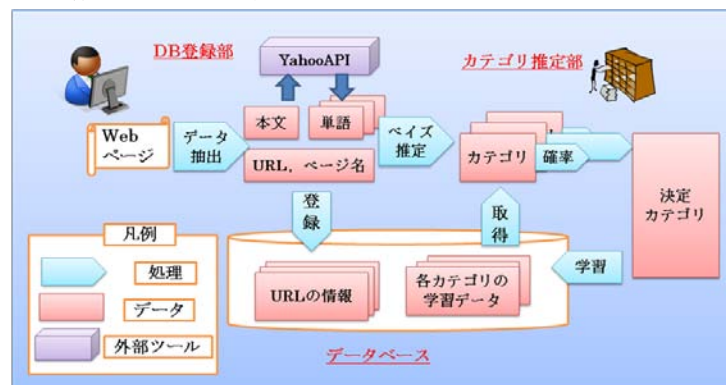 DB登録部
YahooAPI
カテゴリ推定部
Web
ページ
データ
抽出
本文
単語
URL，ページ名
ベイズ
推定
カテゴリ
確率
決定
カテゴリ
登
録
取
得
学習
URLの情報
各カテゴリの
学習データ
データベース
凡例
処理
データ
外部ツール